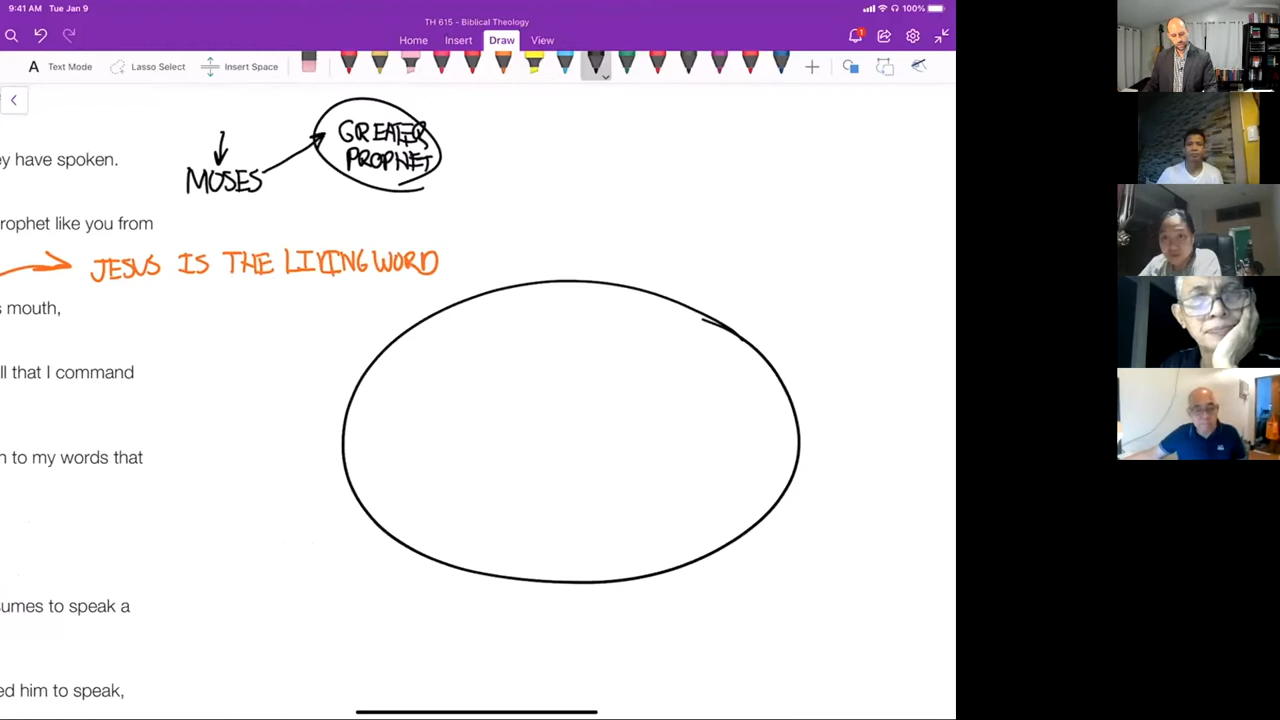 9:41 AM Tue Jan 9
100%
TH 615 - Biblical Theology
Home Insert Draw View
1
A Text Mode Lasso Select Insert Space
GREATER
PROPHET
ey have spoken.
MOSES
rophet like you from
JESUS IS THE LIVING WORD
s mouth,
ll that I command
n to my words that
sumes to speak a
ed him to speak,